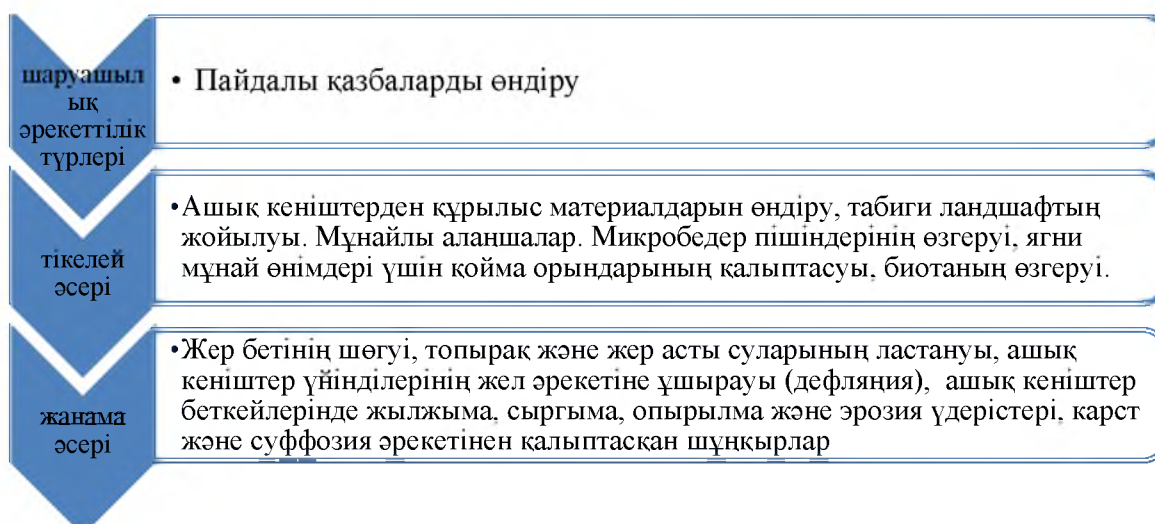 шаруашыл
ық
әрекеттілік
түрлері
• Пайдалы қазбаларды өндіру
тікелей
әсері
•Ашық кеніштерден құрылыс материалдарын өндіру, табиги ландшафтың
жойылуы. Мұнайлы алаңшалар. Микробедер пішіндерінің өзгеруі, ягни
мұнай өнімдері үшін қойма орындарының қалыптасуы, биотаның өзгеруі.
жанама
әсері
•Жер бетінің шөгуі, топырақ және жер асты суларының ластануы, ашық
кеніштер үйінділерінің жел әрекетіне ұшырауы (дефляция), ашық кеніштер
беткейлерінде жылжыма, сыргыма, опырылма және эрозия үдерістері, карст
және суффозия әрекетінен қалыптасқан шұңқырлар